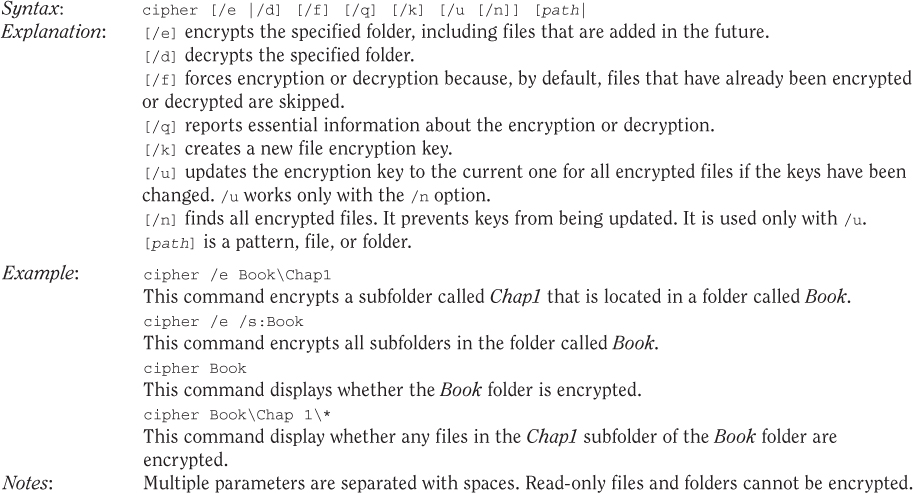 Syntax: cipher [/e |/d] [/f] [/q] [/k] [/u [/n]] [path|
Explanation: [/e] encrypts the specified folder, including files that are added in the future.
[/d] decrypts the specified folder.
[/f] forces encryption or decryption because, by default, files that have already been encrypted
or decrypted are skipped.
[/q] reports essential information about the encryption or decryption.
[/k] creates a new file encryption key.
[/u] updates the encryption key to the current one for all encrypted files if the keys have been
changed. /u works only with the /n option.
[/n] finds all encrypted files. It prevents keys from being updated. It is used only with /u.
[path] is a pattern, file, or folder.
Example: cipher /e Book\Chap1
This command encrypts a subfolder called Chap1 that is located in a folder called Book.
cipher /e /s:Book
This command encrypts all subfolders in the folder called Book.
cipher Book
This command displays whether the Book folder is encrypted.
cipher Book\Chap 1\*
This command display whether any files in the Chap1 subfolder of the Book folder are
encrypted.
Notes: Multiple parameters are separated with spaces. Read-only files and folders cannot be encrypted.